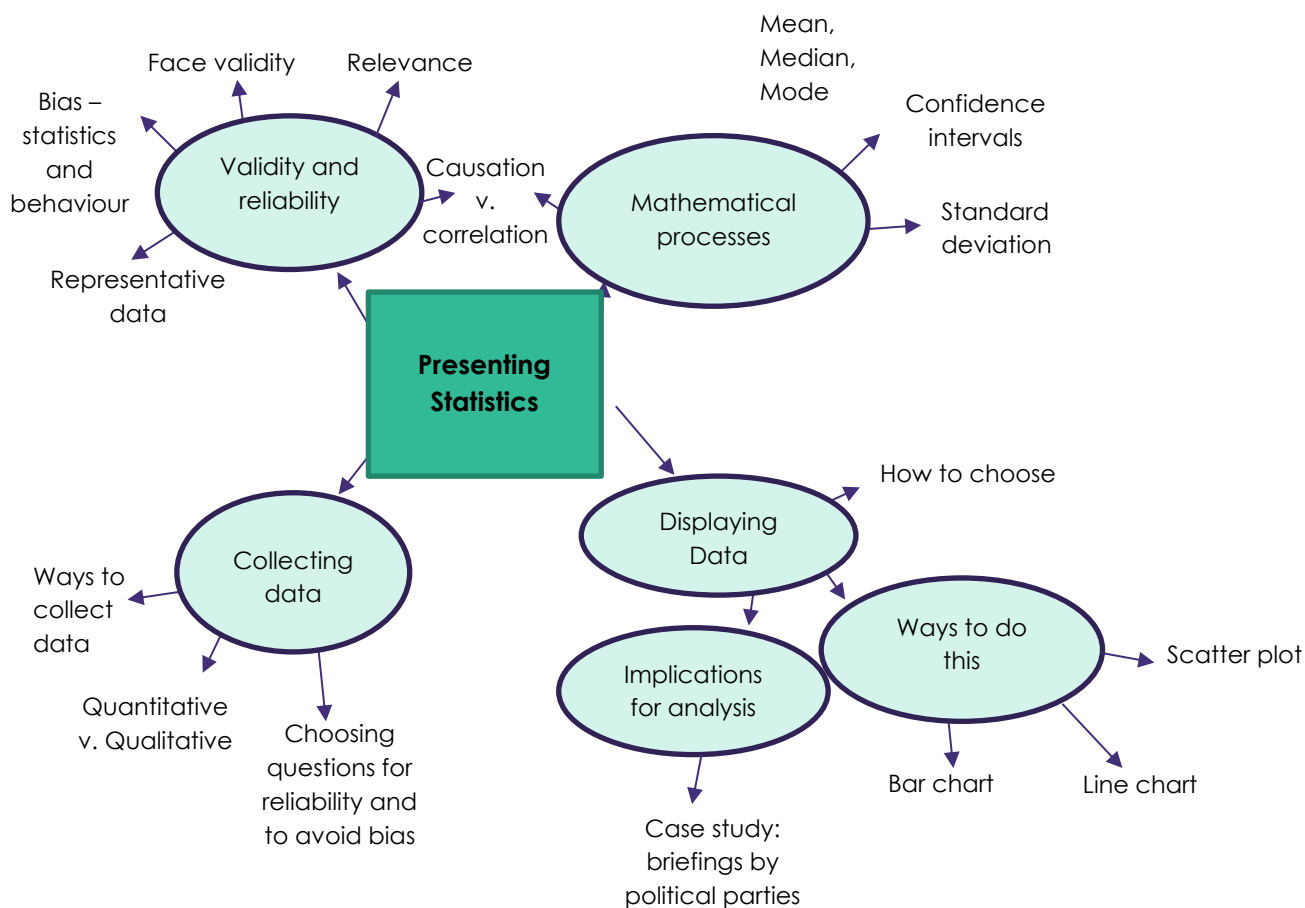 Mean,
Median,
Mode
Face validity
Relevance
Bias –
statistics
and
behaviour
Confidence
intervals
Validity and
reliability
Causation
v.
correlation
Mathematical
processes
Standard
deviation
Representative
data
Presenting
Statistics
How to choose
Displaying
Data
Collecting
data
Ways to
collect
data
Ways to do
this
Scatter plot
Implications
for analysis
Quantitative
v. Qualitative
Choosing
questions for
reliability and
to avoid bias
Bar chart
Line chart
Case study:
briefings by
political parties